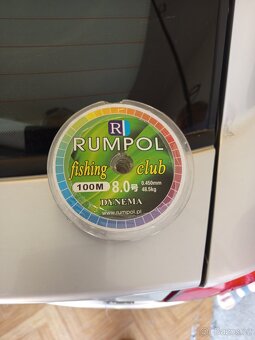 R
RUMPOL
fishing club
100M
8.0号
0.450mm
48.5kg
DYNEMA
www.rumpol.pl